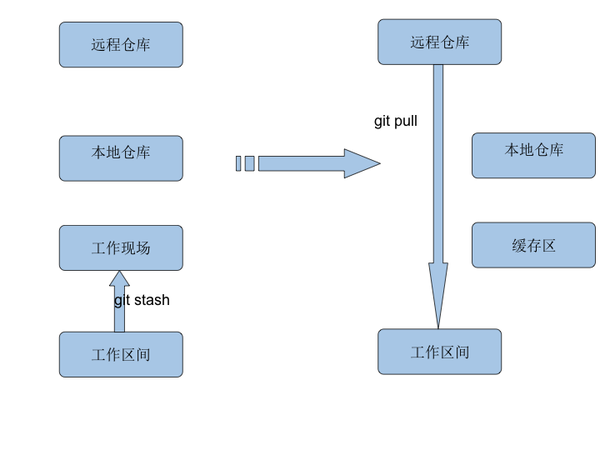 远程仓库
本地仓库
工作现场
git stash
工作区间
远程仓库
git pull
本地仓库
缓存区
工作区间